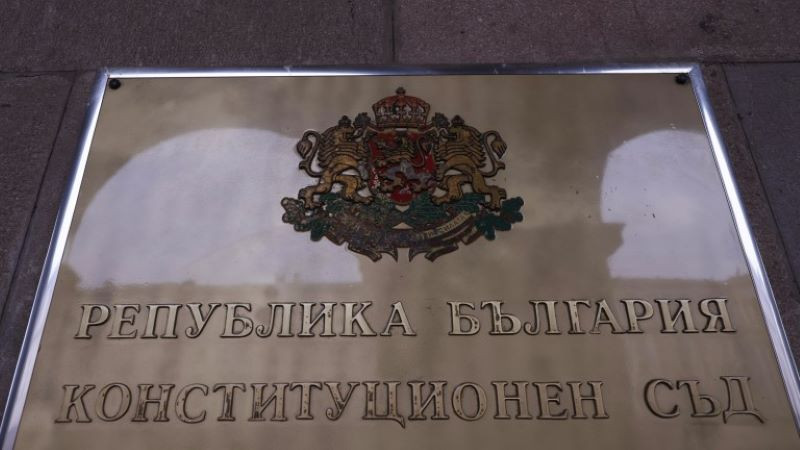 РЕПУБЛИКА БЪЛГАРИЯ
КОНСТИТУЦИОНЕН СЪД